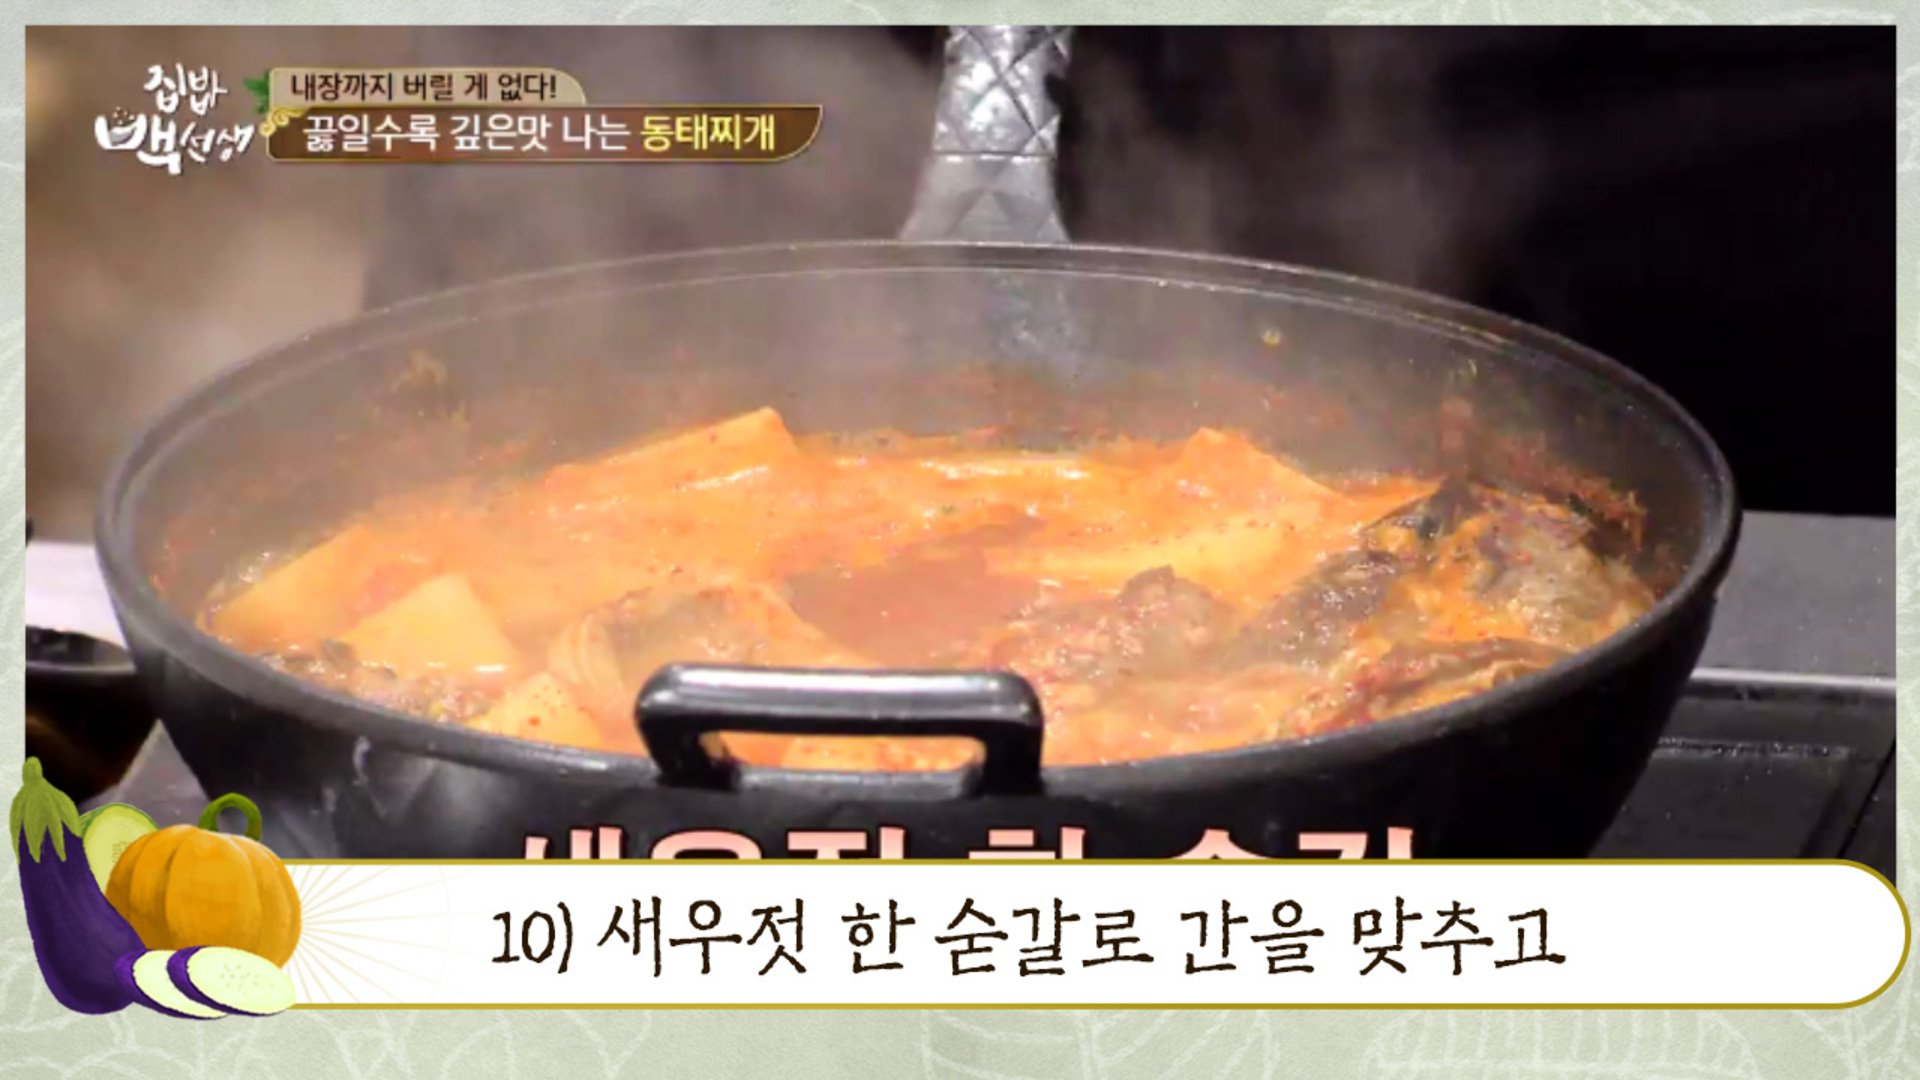 집밥
백선생
내장까지 버릴 게 없다!
끓일수록 깊은맛 나는 동태찌개
10) 새우젓 한 숟갈로 간을 맞추고